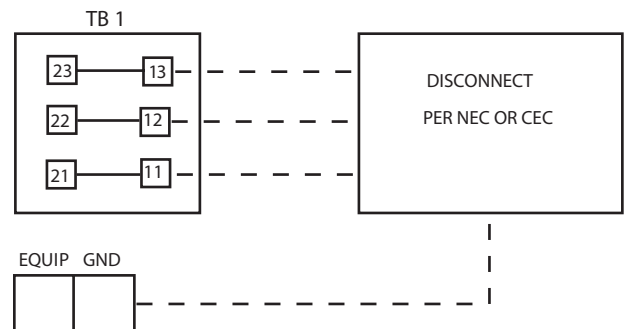 TB 1
23 13
22 12
21 11
DISCONNECT
PER NEC OR CEC
EQUIP GND